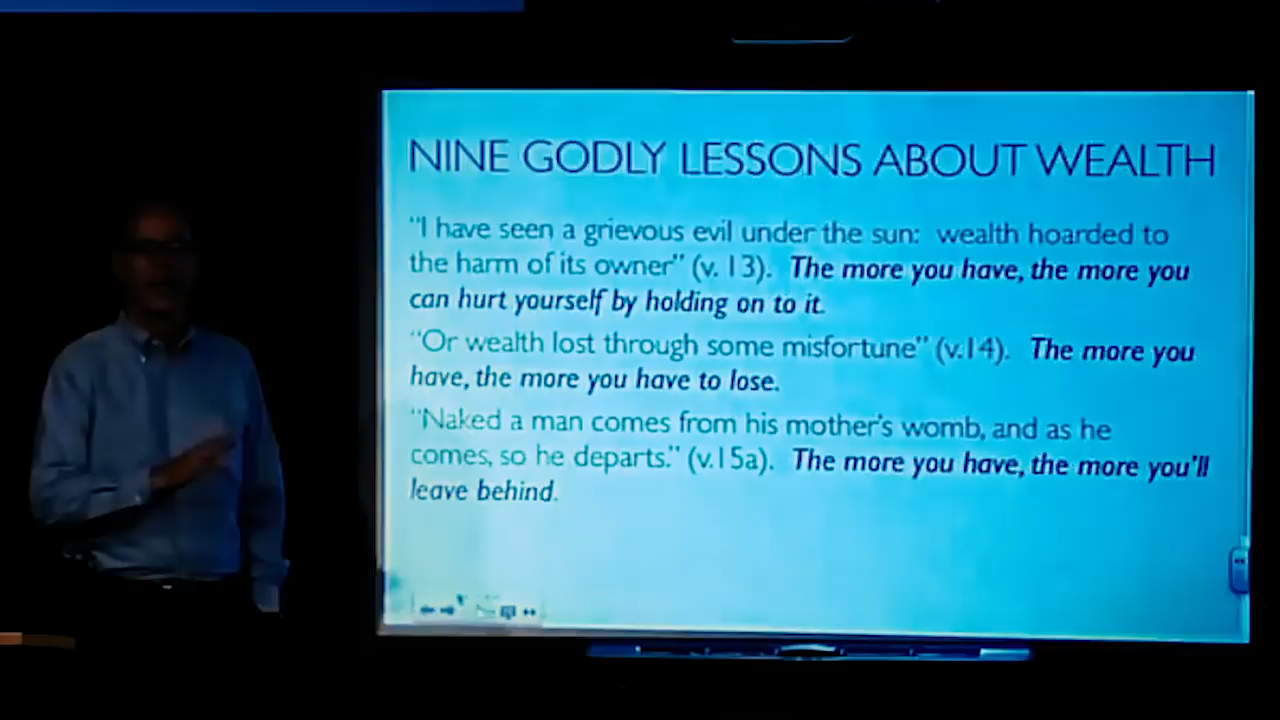 NINE GODLY LESSONS ABOUT WEALTH
"I have seen a grievous evil under the sun: wealth hoarded to
the harm of its owner" (v. 13). The more you have, the more you
can hurt yourself by holding on to it.
"Or wealth lost through some misfortune" (v.14). The more you
have, the more you have to lose.
"Naked a man comes from his mother's womb, and as he
comes, so he departs." (v.15a). The more you have, the more you'll
leave behind.